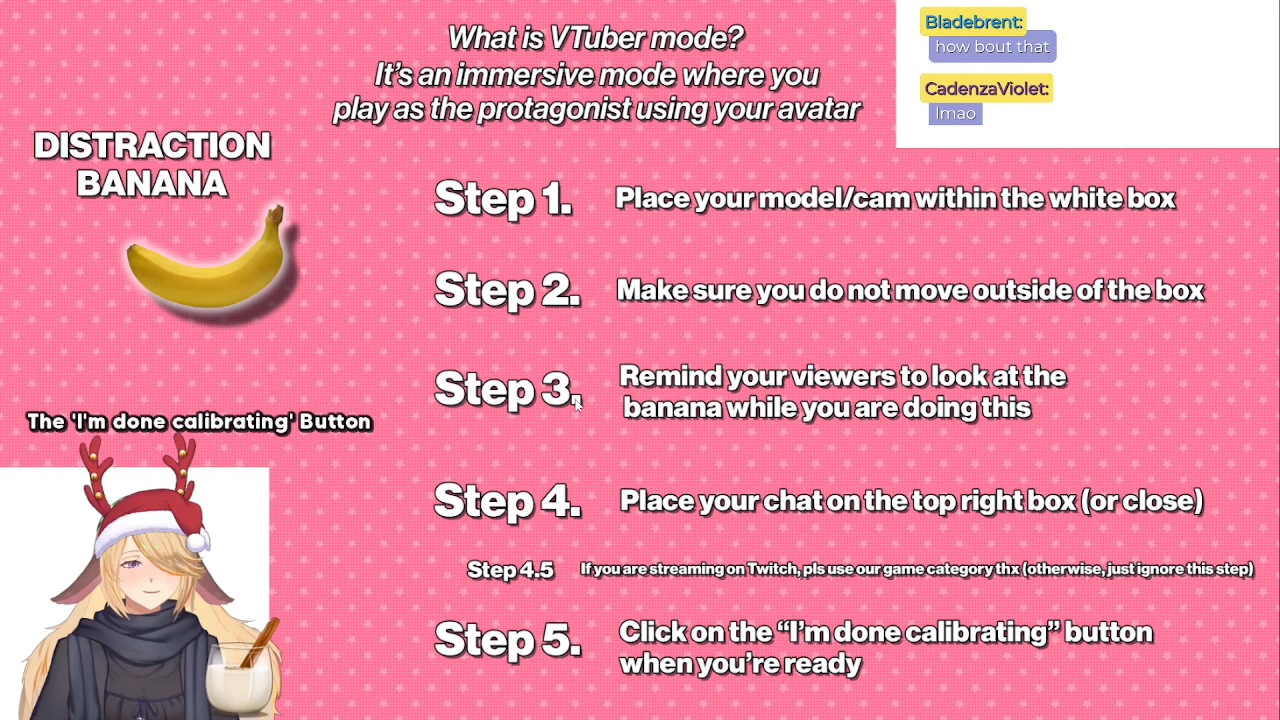 What is VTuber mode?
It's an immersive mode where you
play as the protagonist using your avatar
Bladebrent:
how bout that
CadenzaViolet:
lmao
DISTRACTION
BANANA
Step 1. Place your model/cam within the white box
Step 2. Make sure you do not move outside of the box
Step 3. Remind your viewers to look at the
banana while you are doing this
Step 4. Place your chat on the top right box (or close)
Step 4.5 If you are streaming on Twitch, pls use our game category thx (otherwise, just ignore this step)
Step 5. Click on the “I'm done calibrating” button
when you're ready
The 'I'm done calibrating' Button